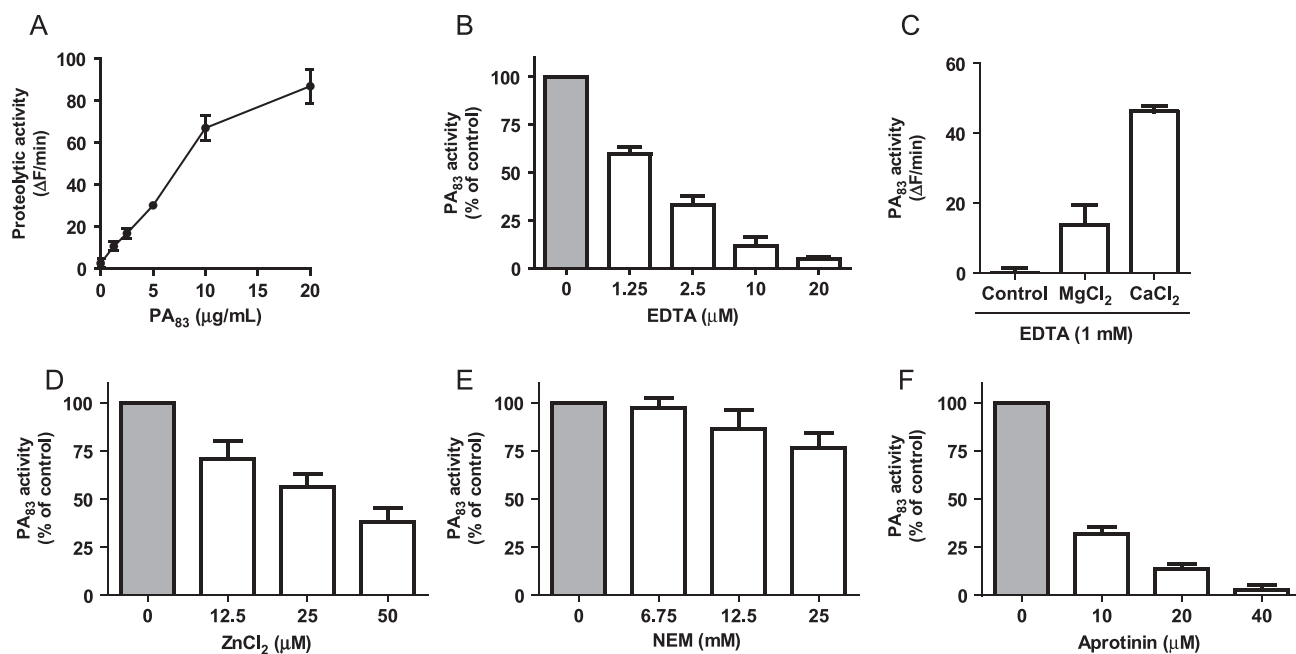 A
Proteolytic activity
(ΔF/min)
100
80
60
40
20
0
0 5 10 15 20
PA₈₃ (μg/mL)
B
PA₈₃ activity
(% of control)
100
75
50
25
0
0 1.25 2.5 10 20
EDTA (μM)
C
PA₈₃ activity
(ΔF/min)
60
40
20
0
Control MgCl₂ CaCl₂
EDTA (1 mM)
D
PA₈₃ activity
(% of control)
100
75
50
25
0
0 12.5 25 50
ZnCl₂ (μM)
E
PA₈₃ activity
(% of control)
100
75
50
25
0
0 6.75 12.5 25
NEM (mM)
F
PA₈₃ activity
(% of control)
100
75
50
25
0
0 10 20 40
Aprotinin (μM)